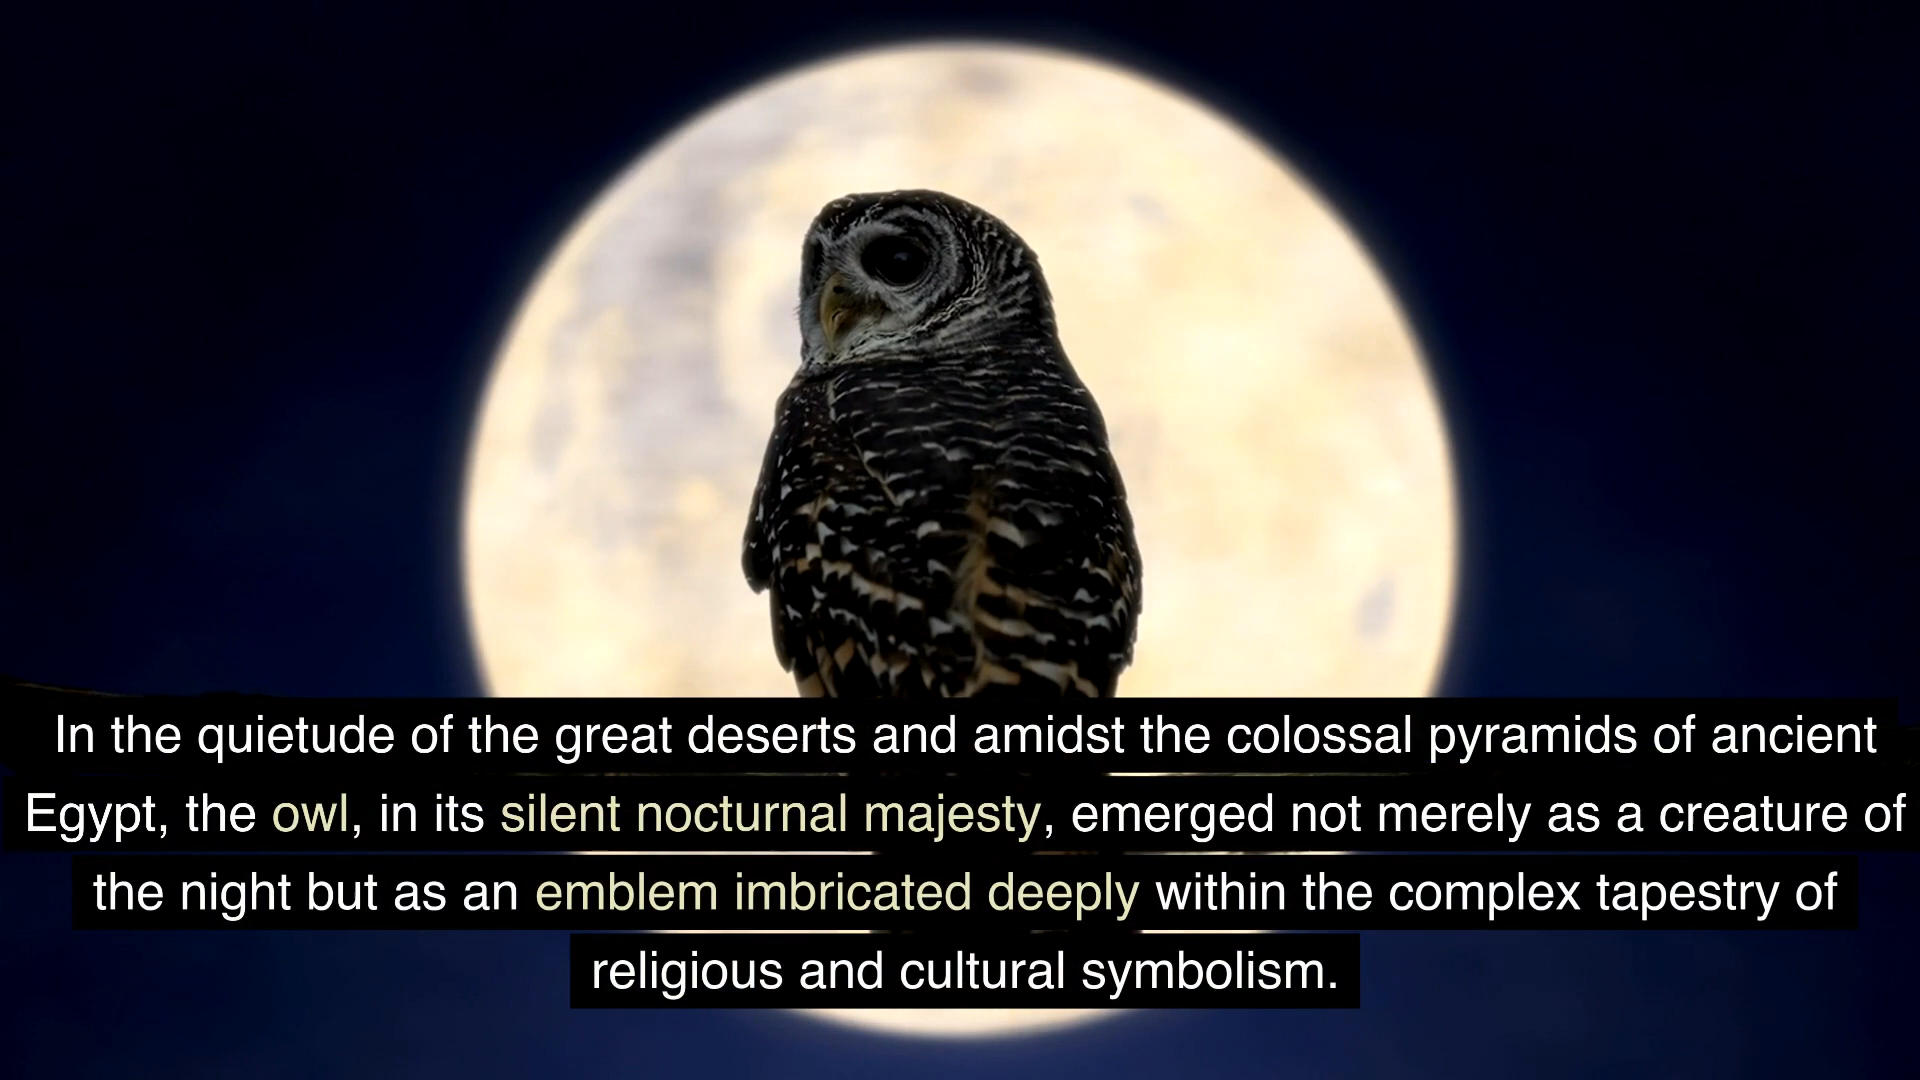 In the quietude of the great deserts and amidst the colossal pyramids of ancient
Egypt, the owl, in its silent nocturnal majesty, emerged not merely as a creature of
the night but as an emblem imbricated deeply within the complex tapestry of
religious and cultural symbolism.